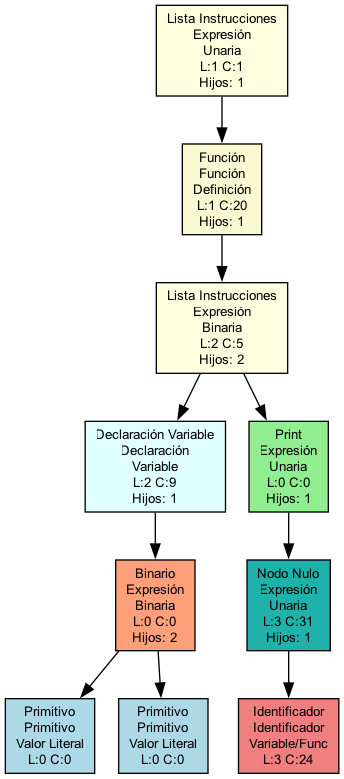 Lista Instrucciones
Expresión
Unaria
L:1 C:1
Hijos: 1
Función
Función
Definición
L:1 C:20
Hijos: 1
Lista Instrucciones
Expresión
Binaria
L:2 C:5
Hijos: 2
Declaración Variable
Declaración
Variable
L:2 C:9
Hijos: 1
Print
Expresión
Unaria
L:0 C:0
Hijos: 1
Binario
Expresión
Binaria
L:0 C:0
Hijos: 2
Nodo Nulo
Expresión
Unaria
L:3 C:31
Hijos: 1
Primitivo
Primitivo
Valor Literal
L:0 C:0
Primitivo
Primitivo
Valor Literal
L:0 C:0
Identificador
Identificador
Variable/Func
L:3 C:24